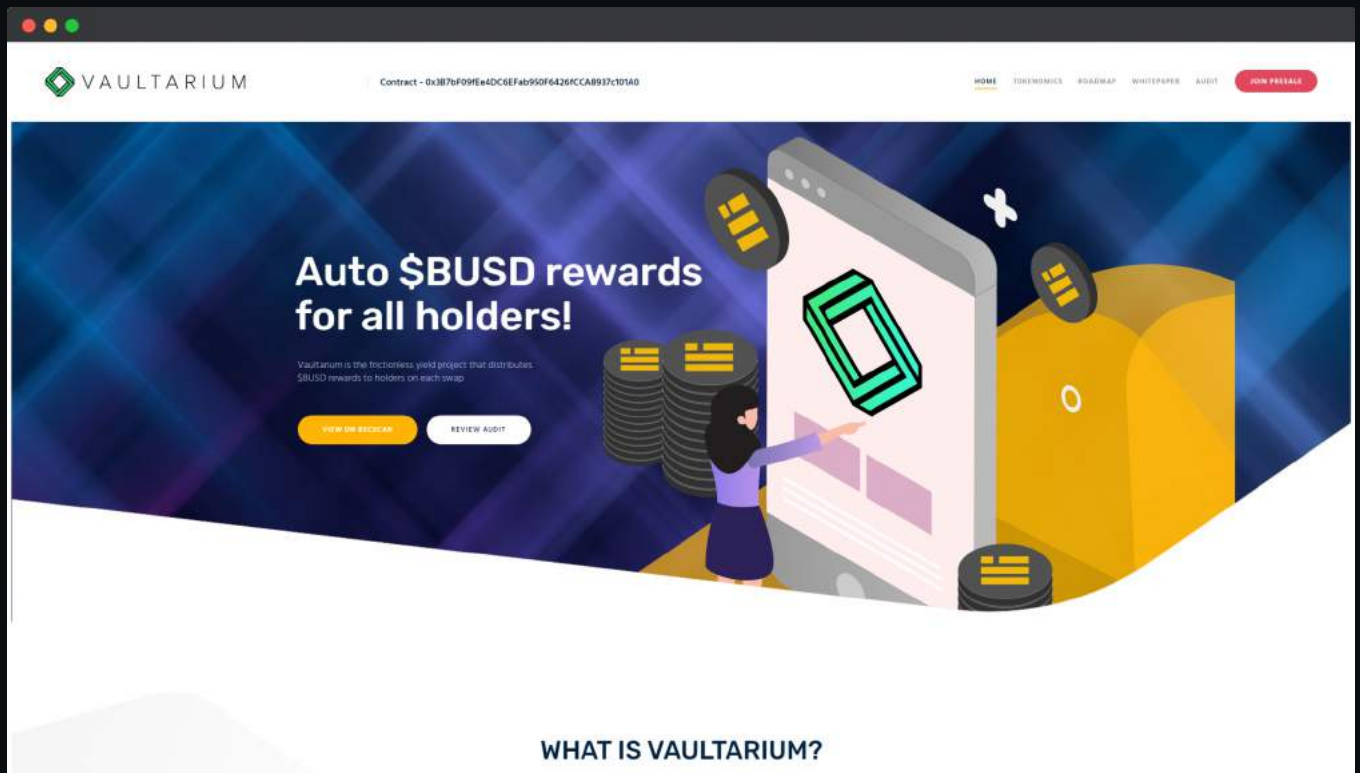 VAULTARIUM
Contract - 0x3B7bF09fEe4DC6EFab950F6426fCCA8937c101A0
HOME TOKENOMICS ROADMAP WHITEPAPER AUDIT JOIN PRESALE
Auto $BUSD rewards
for all holders!
Vaultarium is the frictionless yield project that distributes
$BUSD rewards to holders on each swap
VIEW ON BSCSCAN REVIEW AUDIT
WHAT IS VAULTARIUM?